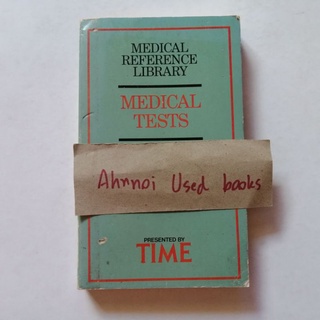 MEDICAL
REFERENCE
LIBRARY
MEDICAL
TESTS
Ahnnoi Used books
PRESENTED BY
TIME